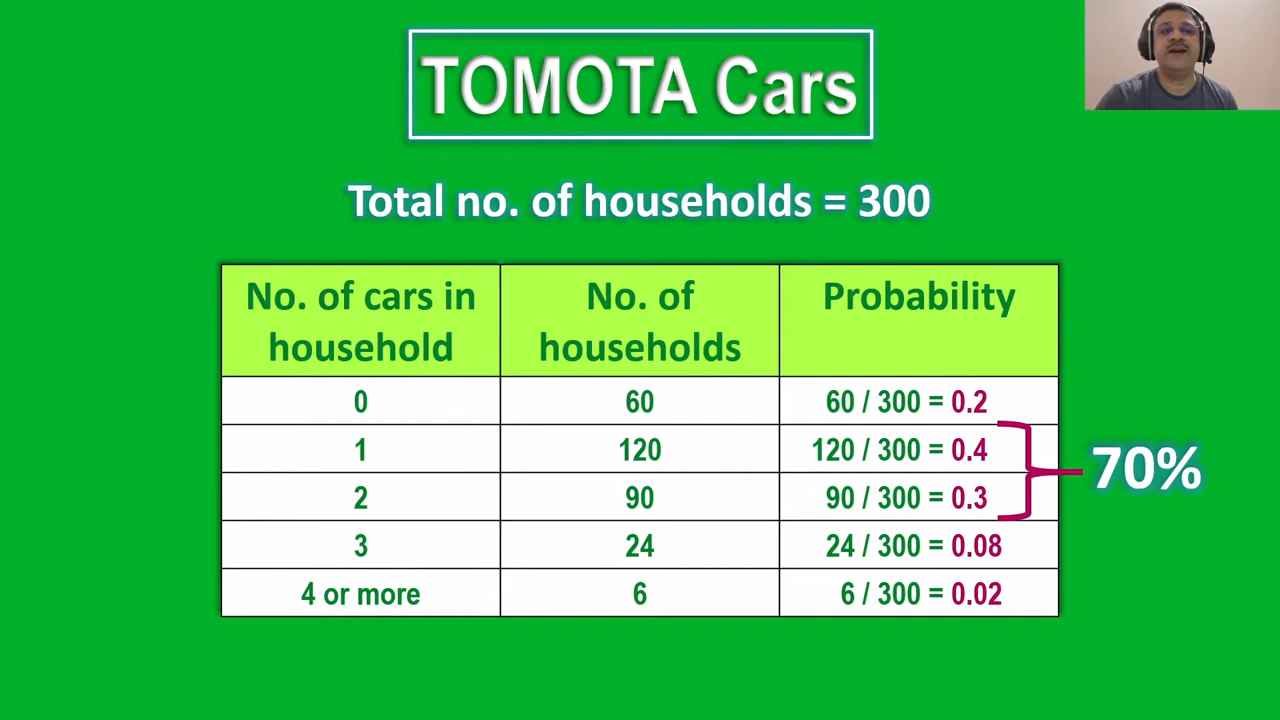 TOMOTA Cars
Total no. of households = 300
No. of cars in household
No. of households
Probability
0
60
60 / 300 = 0.2
1
120
120 / 300 = 0.4
2
90
90 / 300 = 0.3
70%
3
24
24 / 300 = 0.08
4 or more
6
6 / 300 = 0.02